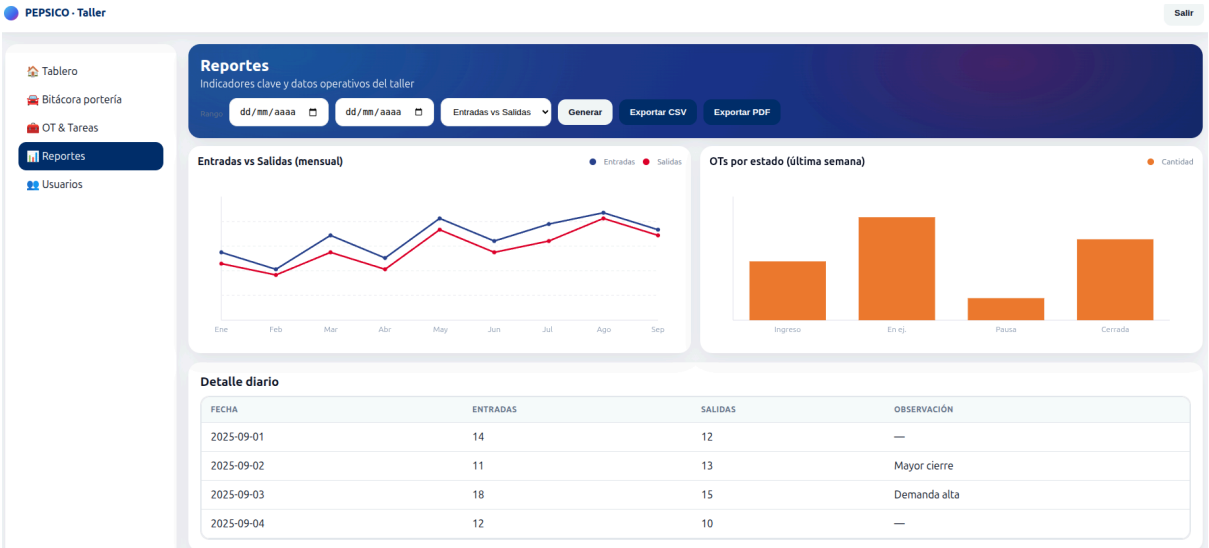 PEPSICO · Taller
Salir
Tablero
Bitácora portería
OT & Tareas
Reportes
Usuarios
Reportes
Indicadores clave y datos operativos del taller
Rango: dd/mm/aaaa dd/mm/aaaa Entradas vs Salidas Generar Exportar CSV Exportar PDF
Entradas vs Salidas (mensual)
Entradas Salidas
Ene Feb Mar Abr May Jun Jul Ago Sep
OTs por estado (última semana)
Cantidad
Ingreso En ej. Pausa Cerrada
Detalle diario
FECHA ENTRADAS SALIDAS OBSERVACIÓN
2025-09-01 14 12 —
2025-09-02 11 13 Mayor cierre
2025-09-03 18 15 Demanda alta
2025-09-04 12 10 —